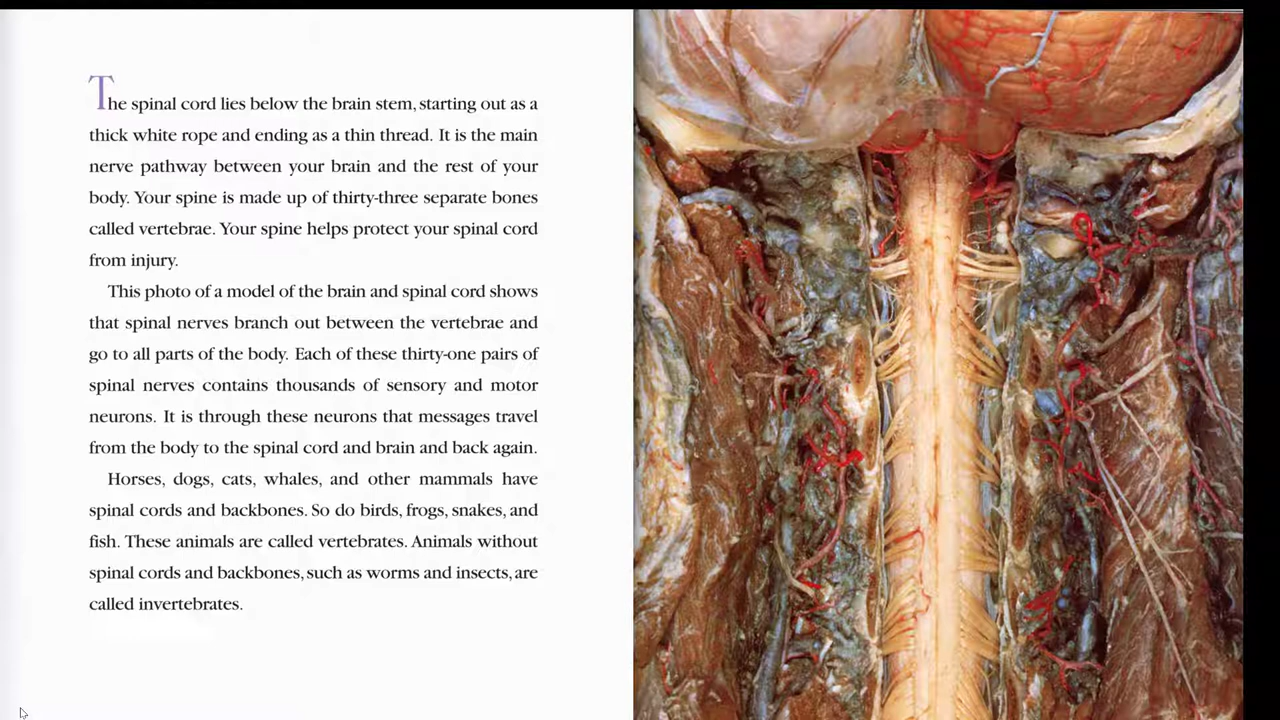 The spinal cord lies below the brain stem, starting out as a
thick white rope and ending as a thin thread. It is the main
nerve pathway between your brain and the rest of your
body. Your spine is made up of thirty-three separate bones
called vertebrae. Your spine helps protect your spinal cord
from injury.
This photo of a model of the brain and spinal cord shows
that spinal nerves branch out between the vertebrae and
go to all parts of the body. Each of these thirty-one pairs of
spinal nerves contains thousands of sensory and motor
neurons. It is through these neurons that messages travel
from the body to the spinal cord and brain and back again.
Horses, dogs, cats, whales, and other mammals have
spinal cords and backbones. So do birds, frogs, snakes, and
fish. These animals are called vertebrates. Animals without
spinal cords and backbones, such as worms and insects, are
called invertebrates.